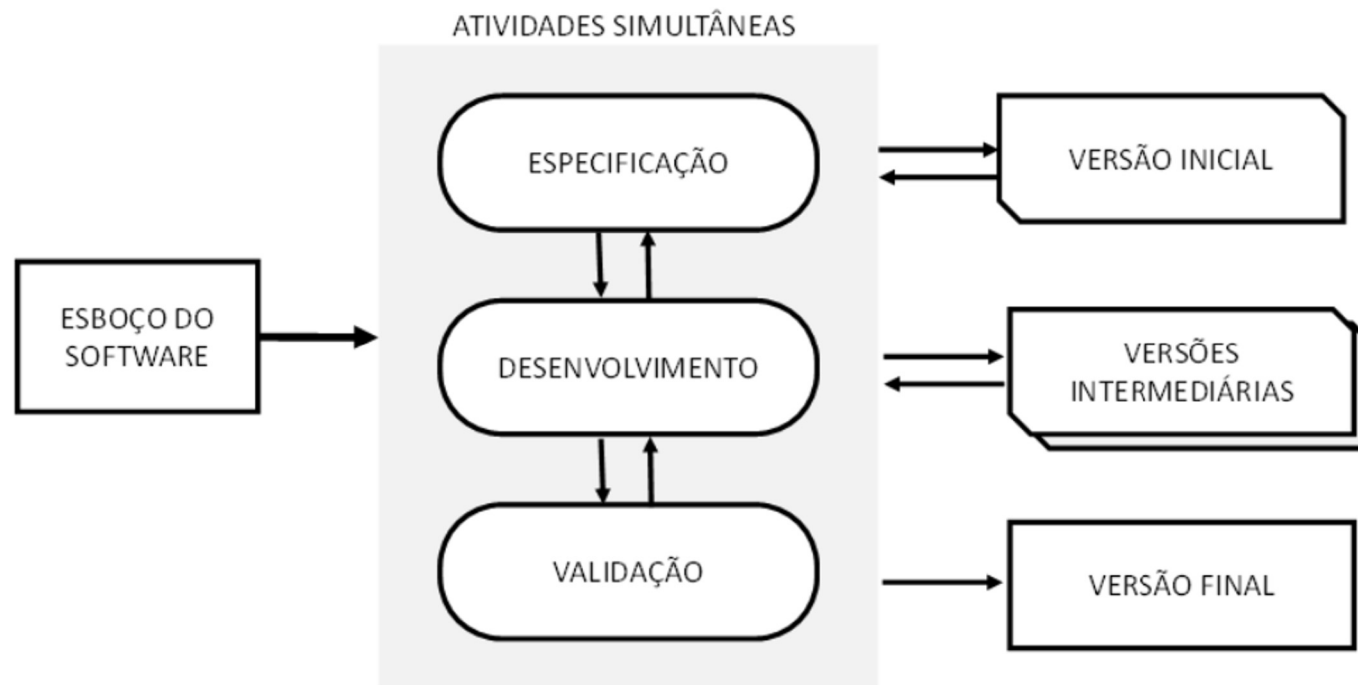 ATIVIDADES SIMULTÂNEAS
ESBOÇO DO
SOFTWARE
ESPECIFICAÇÃO
DESENVOLVIMENTO
VALIDAÇÃO
VERSÃO INICIAL
VERSÕES
INTERMEDIÁRIAS
VERSÃO FINAL